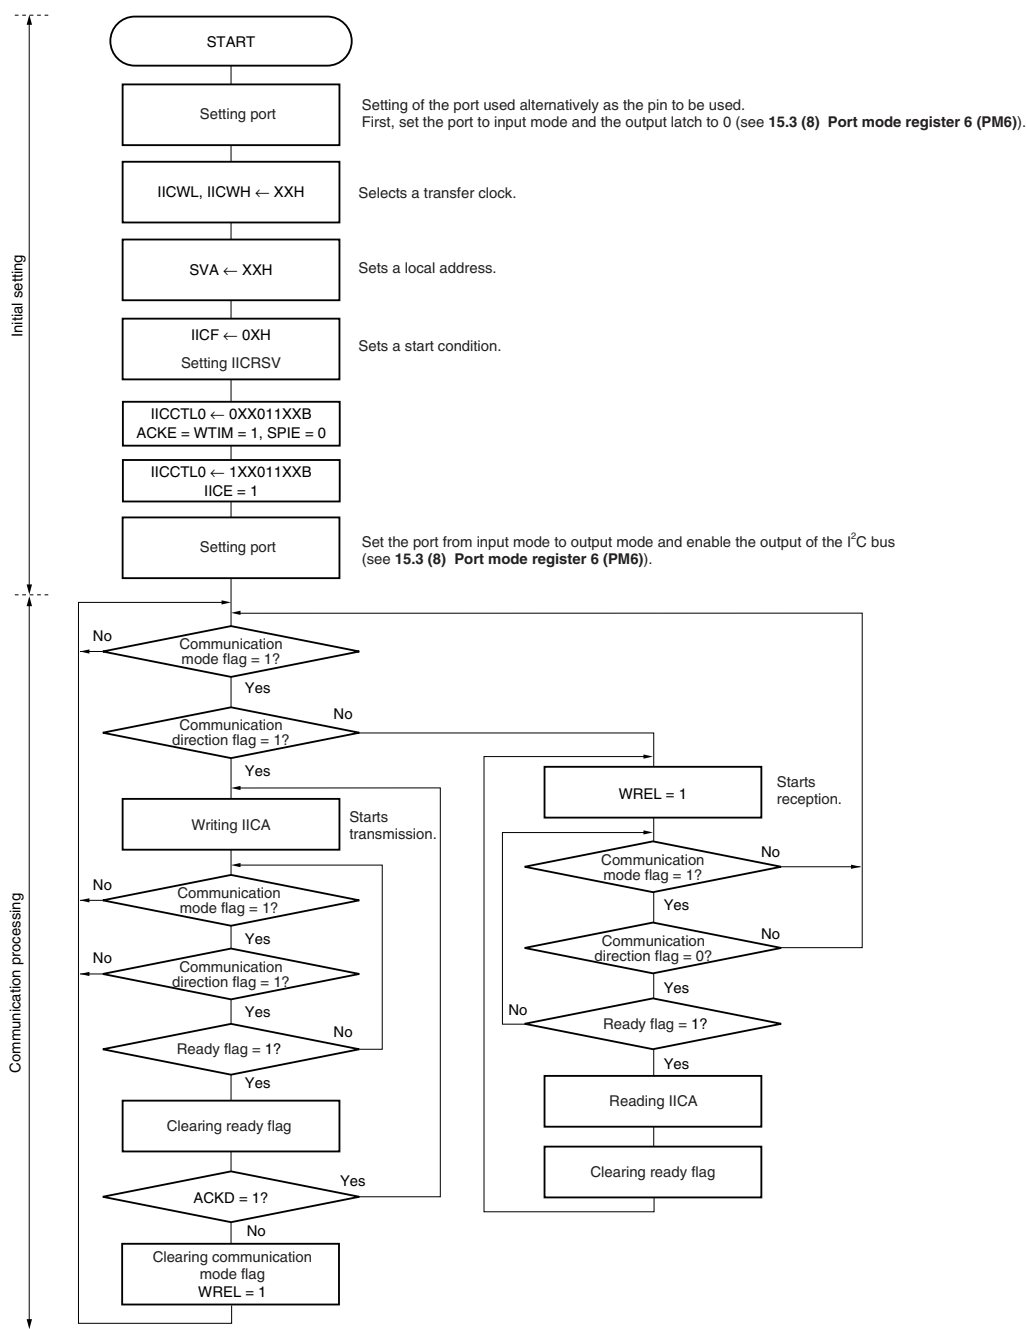 START
Setting port
Setting of the port used alternatively as the pin to be used.
First, set the port to input mode and the output latch to 0 (see 15.3 (8) Port mode register 6 (PM6)).
IICWL, IICWH ← XXH
Selects a transfer clock.
SVA ← XXH
Sets a local address.
IICF ← 0XH
Setting IICRSV
Sets a start condition.
IICCTL0 ← 0XX011XXB
ACKE = WTIM = 1, SPIE = 0
IICCTL0 ← 1XX011XXB
IICE = 1
Setting port
Set the port from input mode to output mode and enable the output of the I²C bus
(see 15.3 (8) Port mode register 6 (PM6)).
Initial setting
No
Communication
mode flag = 1?
Yes
Communication
direction flag = 1?
No
Yes
Writing IICA
Starts
transmission.
No
Communication
mode flag = 1?
Yes
No
Communication
direction flag = 1?
Yes
Ready flag = 1?
No
Yes
Clearing ready flag
ACKD = 1?
Yes
No
Clearing communication
mode flag
WREL = 1
WREL = 1
Starts
reception.
Communication
mode flag = 1?
No
Yes
Communication
direction flag = 0?
No
Yes
No
Ready flag = 1?
Yes
Reading IICA
Clearing ready flag
Communication processing